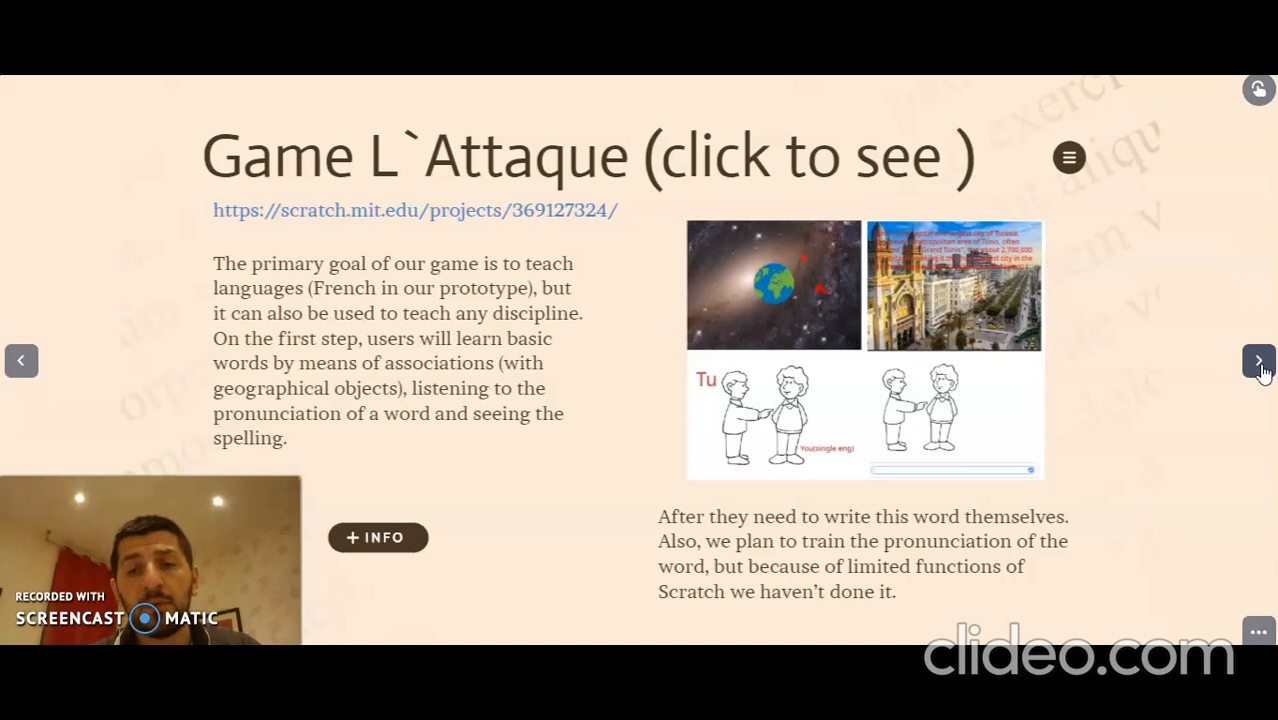 Game L`Attaque (click to see )
https://scratch.mit.edu/projects/369127324/
The primary goal of our game is to teach
languages (French in our prototype), but
it can also be used to teach any discipline.
On the first step, users will learn basic
words by means of associations (with
geographical objects), listening to the
pronunciation of a word and seeing the
spelling.
+ INFO
Tu
You(single eng)
After they need to write this word themselves.
Also, we plan to train the pronunciation of the
word, but because of limited functions of
Scratch we haven’t done it.
RECORDED WITH
SCREENCAST MATIC
clideo.com